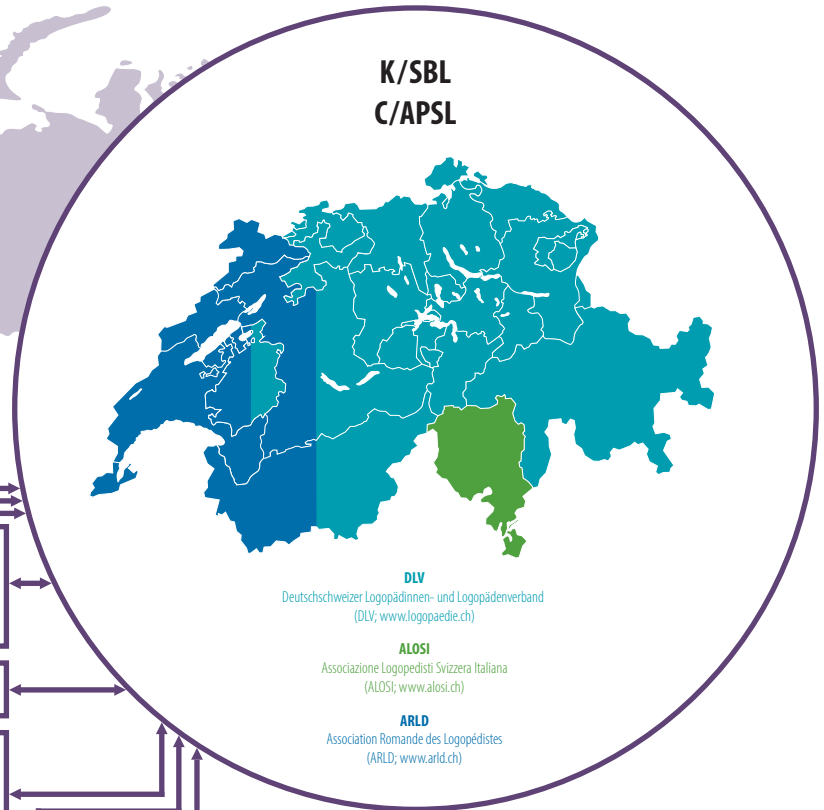 K/SBL
C/APSL
DLV
Deutschschweizer Logopädinnen- und Logopädenverband
(DLV; www.logopaedie.ch)
ALOSI
Associazione Logopedisti Svizzera Italiana
(ALOSI; www.alosi.ch)
ARLD
Association Romande des Logopédistes
(ARLD; www.arld.ch)